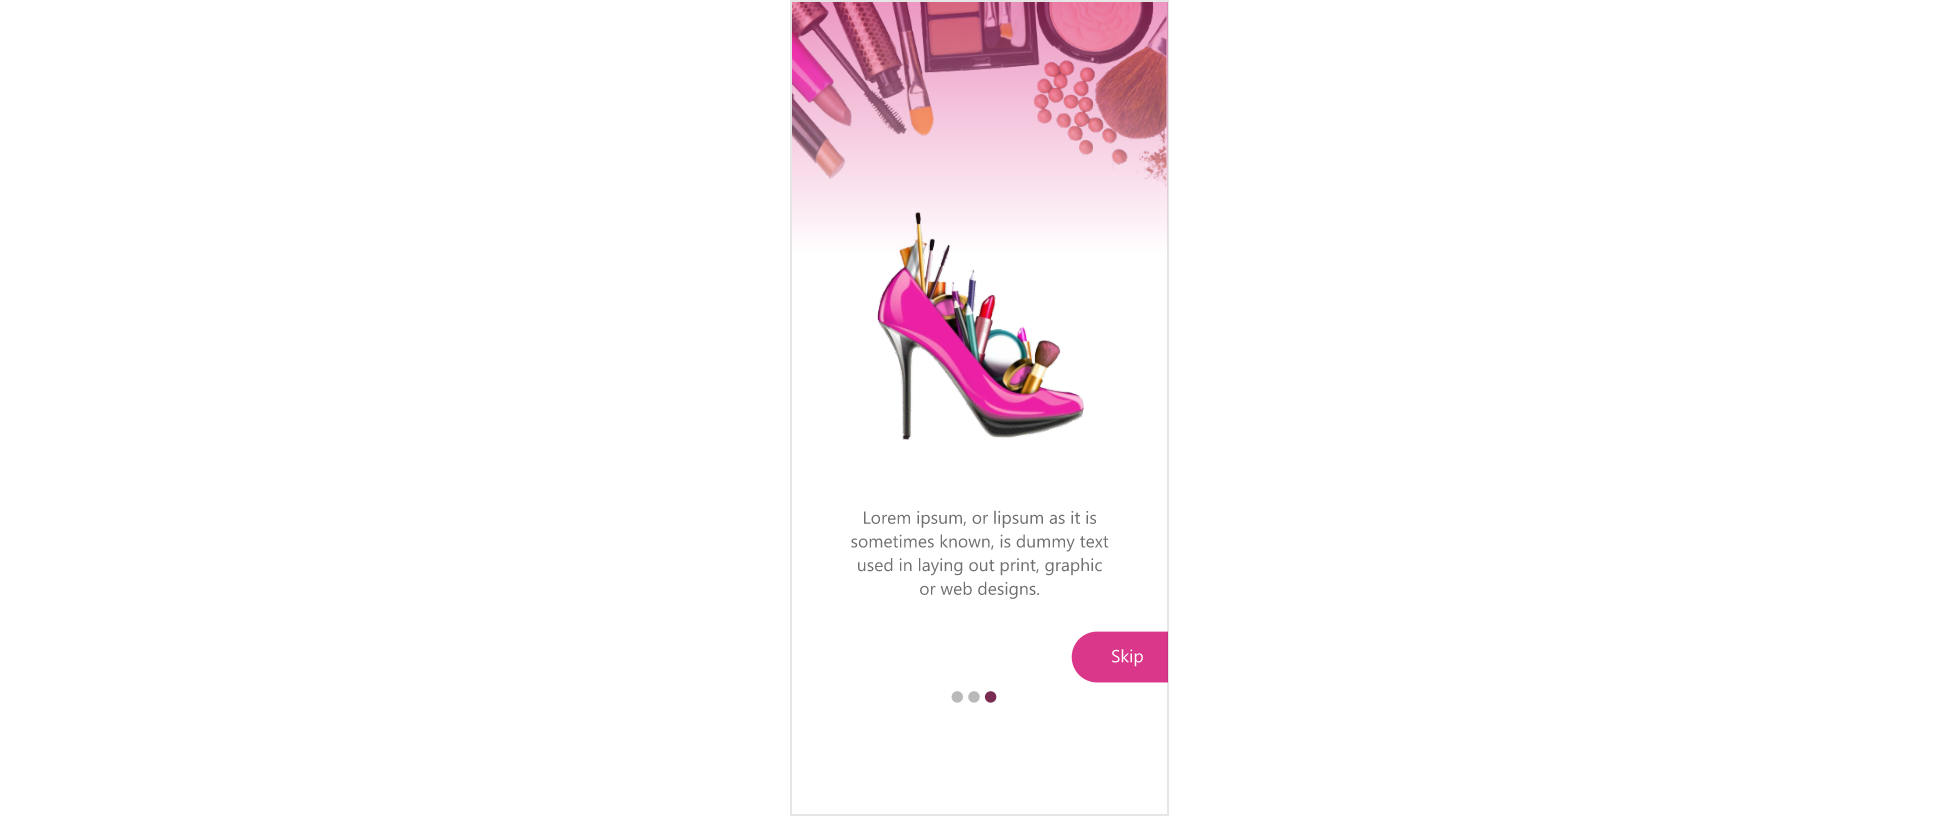 Lorem ipsum, or lipsum as it is
sometimes known, is dummy text
used in laying out print, graphic
or web designs.
Skip